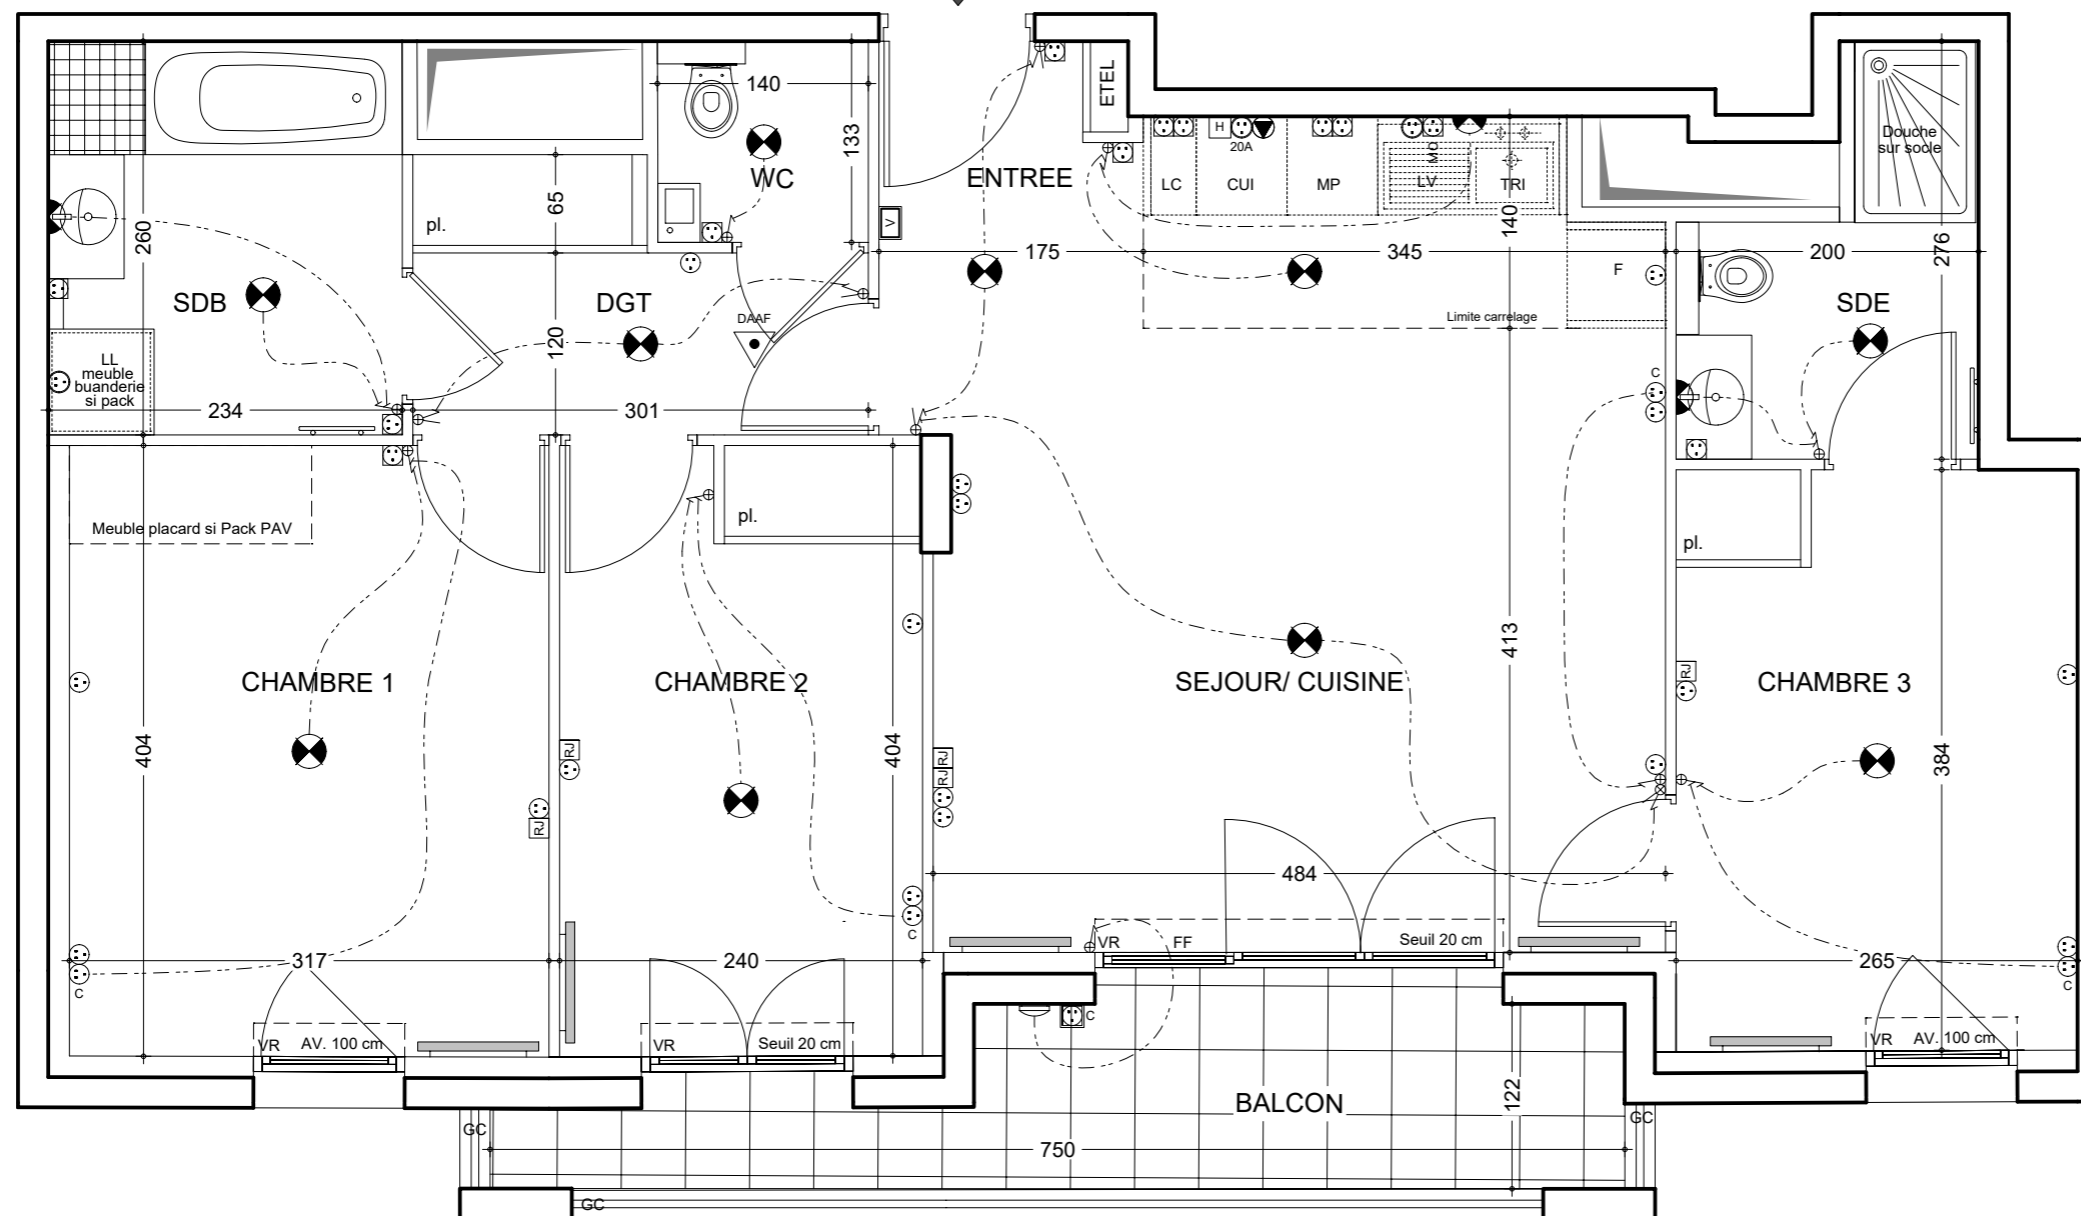 140
133
ETEL
WC
ENTREE
H
20A
LC
CUI
MP
LV
MO
TRI
Douche
sur socle
pl.
65
260
V
175
140
345
F
200
276
SDB
DGT
DAAF
120
Limite carrelage
SDE
LL
meuble
buanderie
si pack
234
301
C
Meuble placard si Pack PAV
pl.
pl.
CHAMBRE 1
CHAMBRE 2
SEJOUR/ CUISINE
413
RJ
CHAMBRE 3
404
RJ
404
RJ
RJ
384
RJ
484
C
317
240
VR
FF
Seuil 20 cm
265
C
C
VR
AV. 100 cm
VR
Seuil 20 cm
C
VR
AV. 100 cm
122
BALCON
GC
GC
750
GC